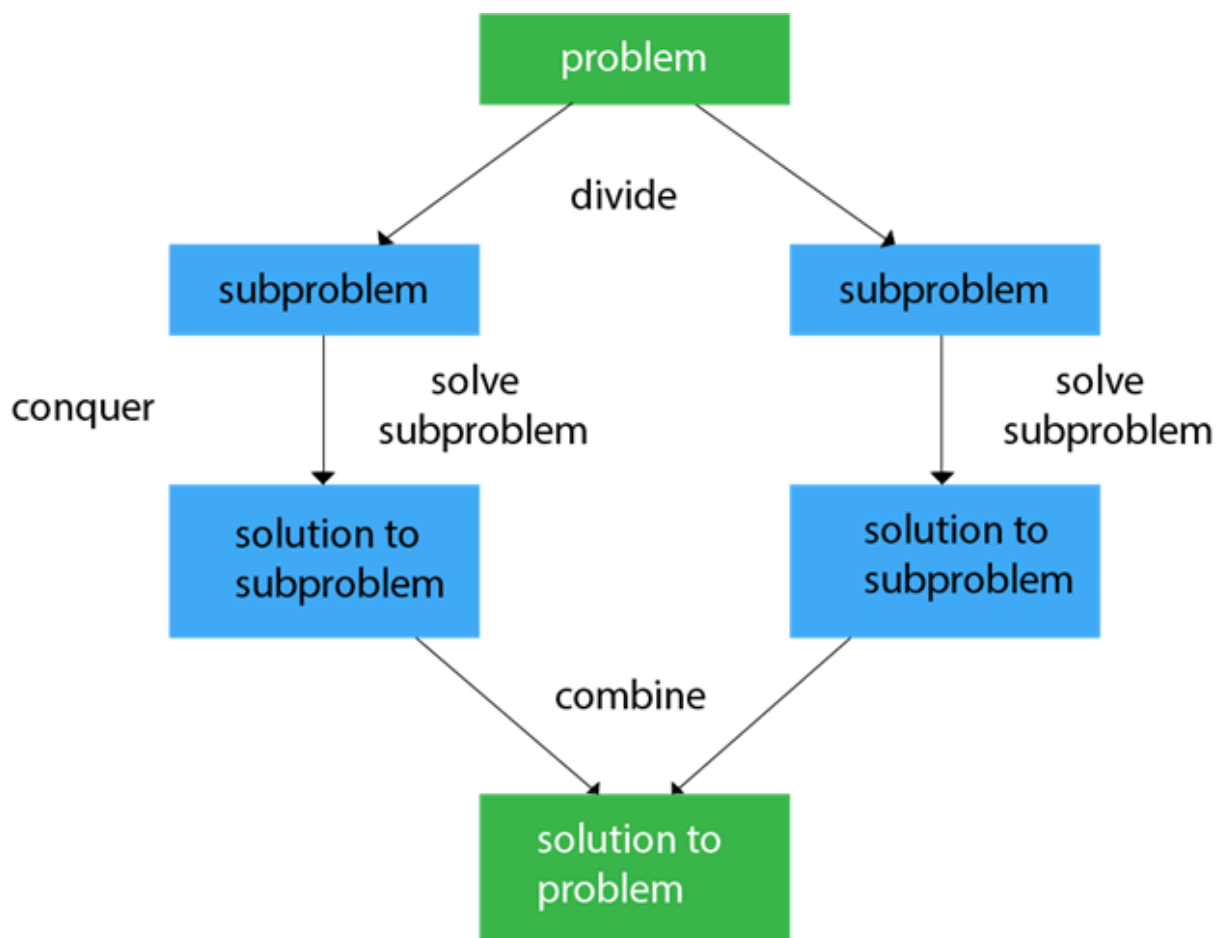 problem
divide
subproblem
subproblem
conquer
solve
subproblem
solve
subproblem
solution to
subproblem
solution to
subproblem
combine
solution to
problem